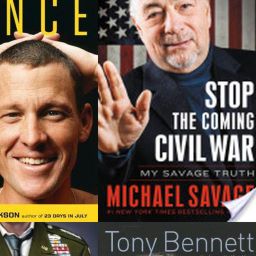 NCE
KSON author of 23 DAYS IN JULY
STOP
THE COMING
CIVIL WAR
MY SAVAGE TRUTH
MICHAEL SAVAGE
#1 NEW YORK TIMES BESTSELLING
Tony Bennett